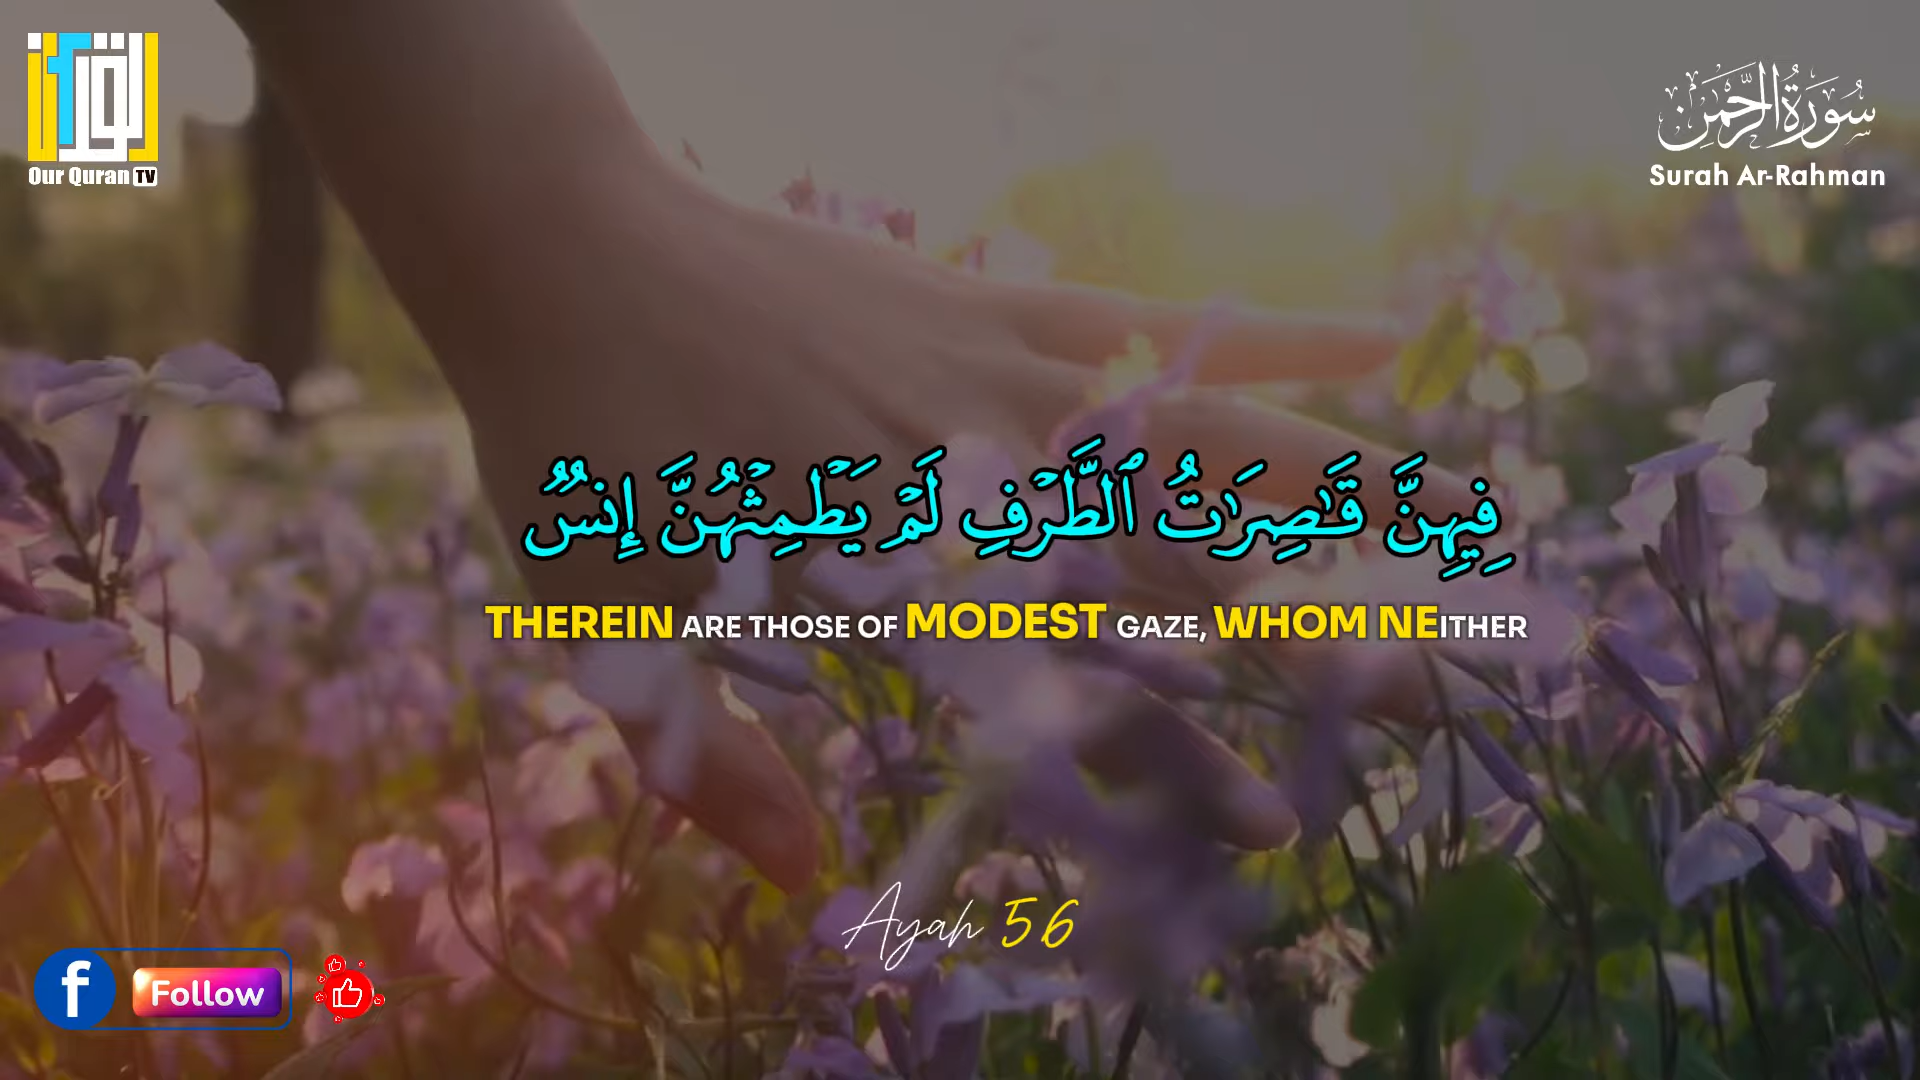 لقرآن
Our Quran TV
سُورَةُ الرَّحْمَٰن
Surah Ar-Rahman
فِيهِنَّ قَـٰصِرَٰتُ ٱلطَّرْفِ لَمْ يَطْمِثْهُنَّ إِنسٌۭ
THEREIN ARE THOSE OF MODEST GAZE, WHOM NEITHER
Ayah 56
f Follow